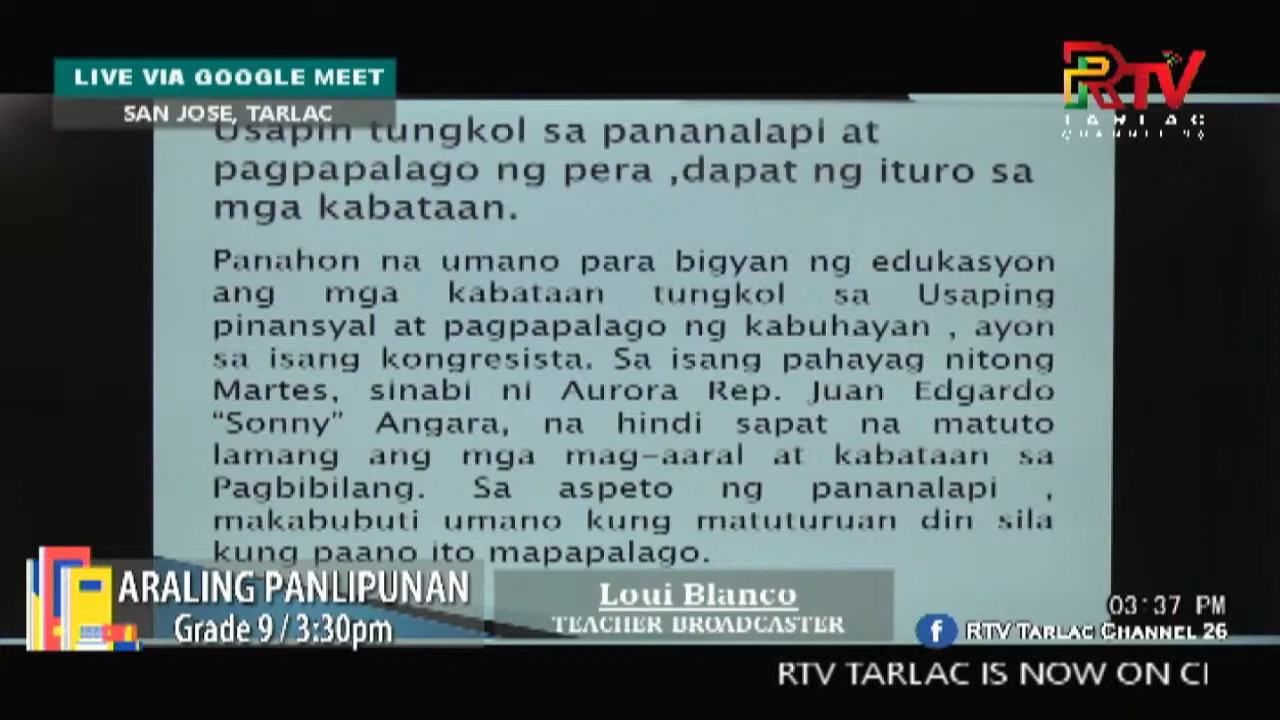 LIVE VIA GOOGLE MEET
SAN JOSE, TARLAC
RTV
TARLAC
CHANNEL 26
Usapin tungkol sa pananalapi at
pagpapalago ng pera ,dapat ng ituro sa
mga kabataan.
Panahon na umano para bigyan ng edukasyon
ang mga kabataan tungkol sa Usaping
pinansyal at pagpapalago ng kabuhayan , ayon
sa isang kongresista. Sa isang pahayag nitong
Martes, sinabi ni Aurora Rep. Juan Edgardo
"Sonny" Angara, na hindi sapat na matuto
lamang ang mga mag-aaral at kabataan sa
Pagbibilang. Sa aspeto ng pananalapi ,
makabubuti umano kung matuturuan din sila
kung paano ito mapapalago.
ARALING PANLIPUNAN
Grade 9 / 3:30pm
Loui Blanco
TEACHER BROADCASTER
03:37 PM
f RTV TARLAC CHANNEL 26
RTV TARLAC IS NOW ON CI